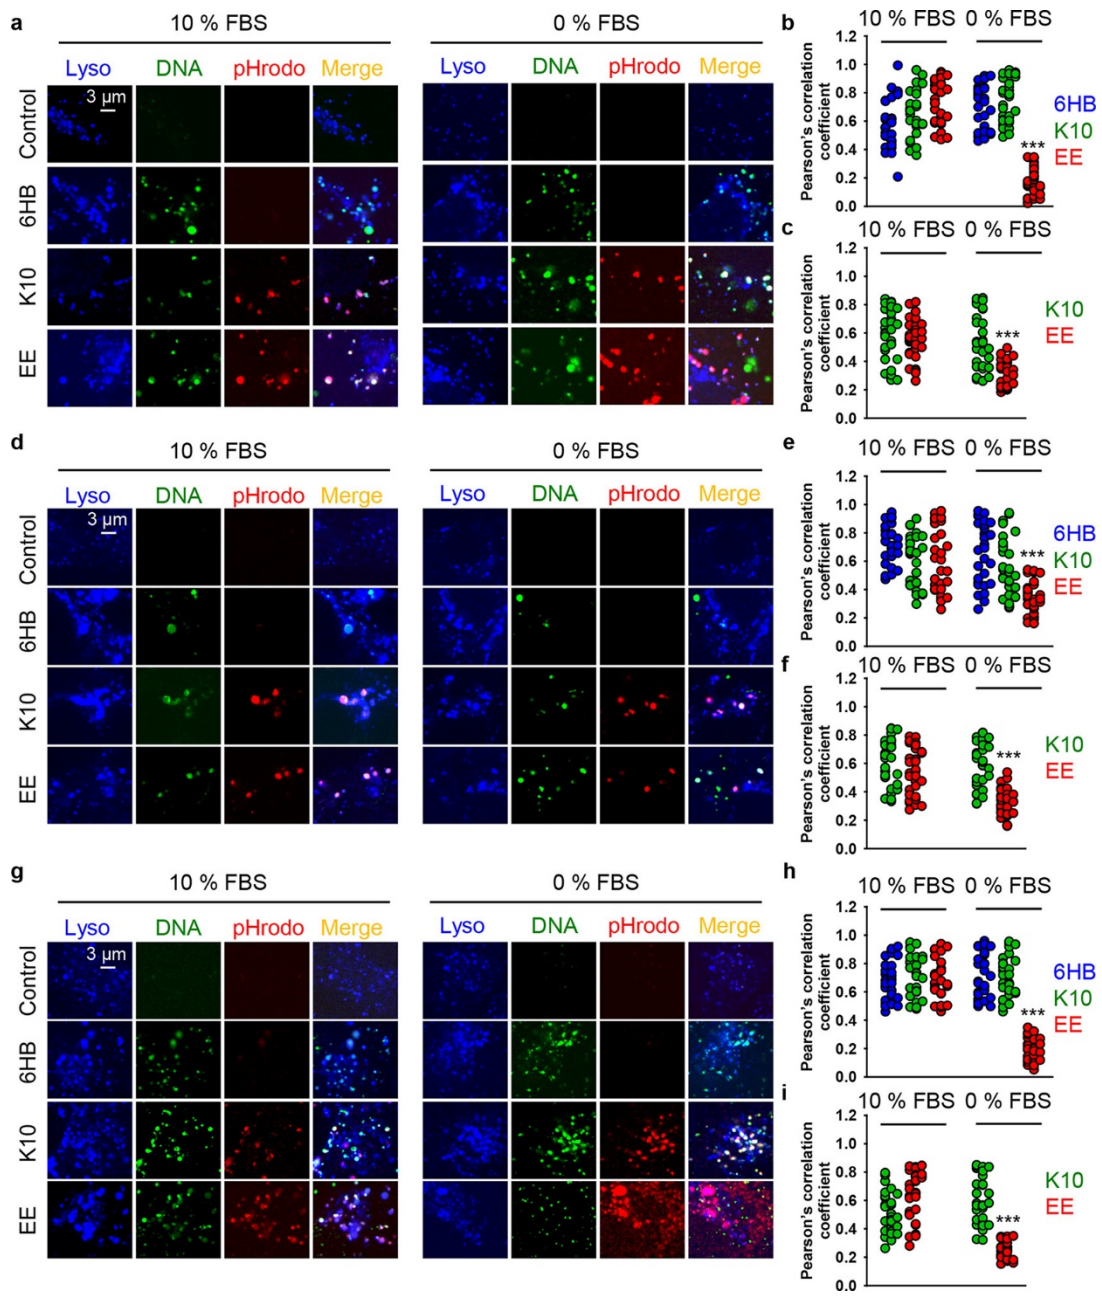 a
10 % FBS
0 % FBS
Lyso DNA pHrodo Merge
Lyso DNA pHrodo Merge
3 µm
Control
6HB
K10
EE
b
10 % FBS 0 % FBS
Pearson's correlation
coefficient
1.2
1.0
0.8
0.6
0.4
0.2
0.0
***
6HB
K10
EE
c
10 % FBS 0 % FBS
Pearson's correlation
coefficient
1.2
1.0
0.8
0.6
0.4
0.2
0.0
***
K10
EE
d
10 % FBS
0 % FBS
Lyso DNA pHrodo Merge
Lyso DNA pHrodo Merge
3 µm
Control
6HB
K10
EE
e
10 % FBS 0 % FBS
Pearson's correlation
coefficient
1.2
1.0
0.8
0.6
0.4
0.2
0.0
***
6HB
K10
EE
f
10 % FBS 0 % FBS
Pearson's correlation
coefficient
1.2
1.0
0.8
0.6
0.4
0.2
0.0
***
K10
EE
g
10 % FBS
0 % FBS
Lyso DNA pHrodo Merge
Lyso DNA pHrodo Merge
3 µm
Control
6HB
K10
EE
h
10 % FBS 0 % FBS
Pearson's correlation
coefficient
1.2
1.0
0.8
0.6
0.4
0.2
0.0
***
6HB
K10
EE
i
10 % FBS 0 % FBS
Pearson's correlation
coefficient
1.2
1.0
0.8
0.6
0.4
0.2
0.0
***
K10
EE